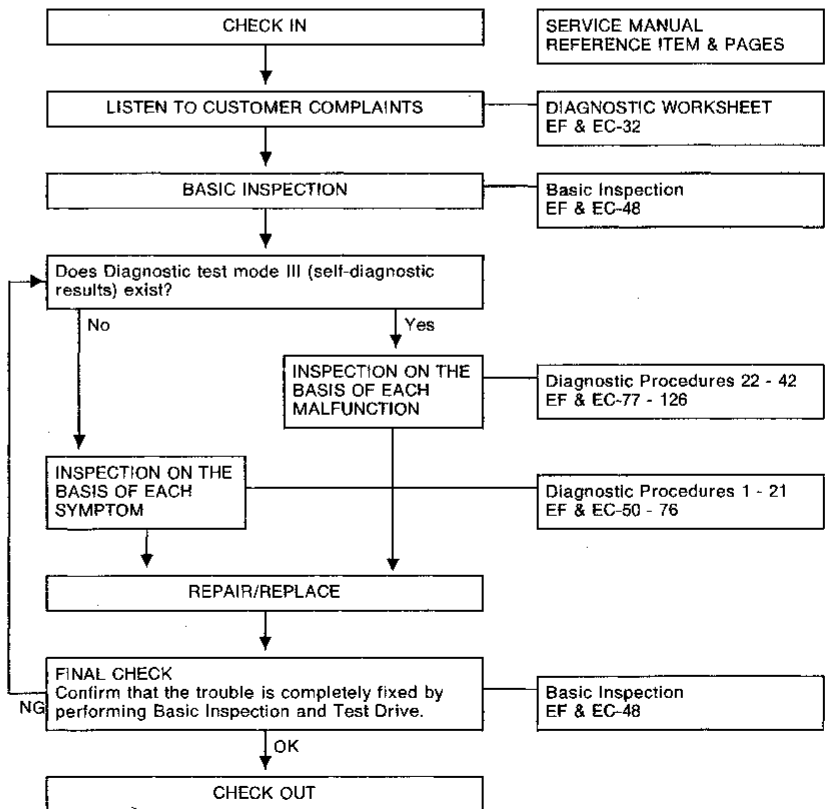 CHECK IN
SERVICE MANUAL
REFERENCE ITEM & PAGES
LISTEN TO CUSTOMER COMPLAINTS
DIAGNOSTIC WORKSHEET
EF & EC-32
BASIC INSPECTION
Basic Inspection
EF & EC-48
Does Diagnostic test mode III (self-diagnostic
results) exist?
No
Yes
INSPECTION ON THE
BASIS OF EACH
MALFUNCTION
Diagnostic Procedures 22 - 42
EF & EC-77 - 126
INSPECTION ON THE
BASIS OF EACH
SYMPTOM
Diagnostic Procedures 1 - 21
EF & EC-50 - 76
REPAIR/REPLACE
FINAL CHECK
Confirm that the trouble is completely fixed by
performing Basic Inspection and Test Drive.
Basic Inspection
EF & EC-48
NG
OK
CHECK OUT